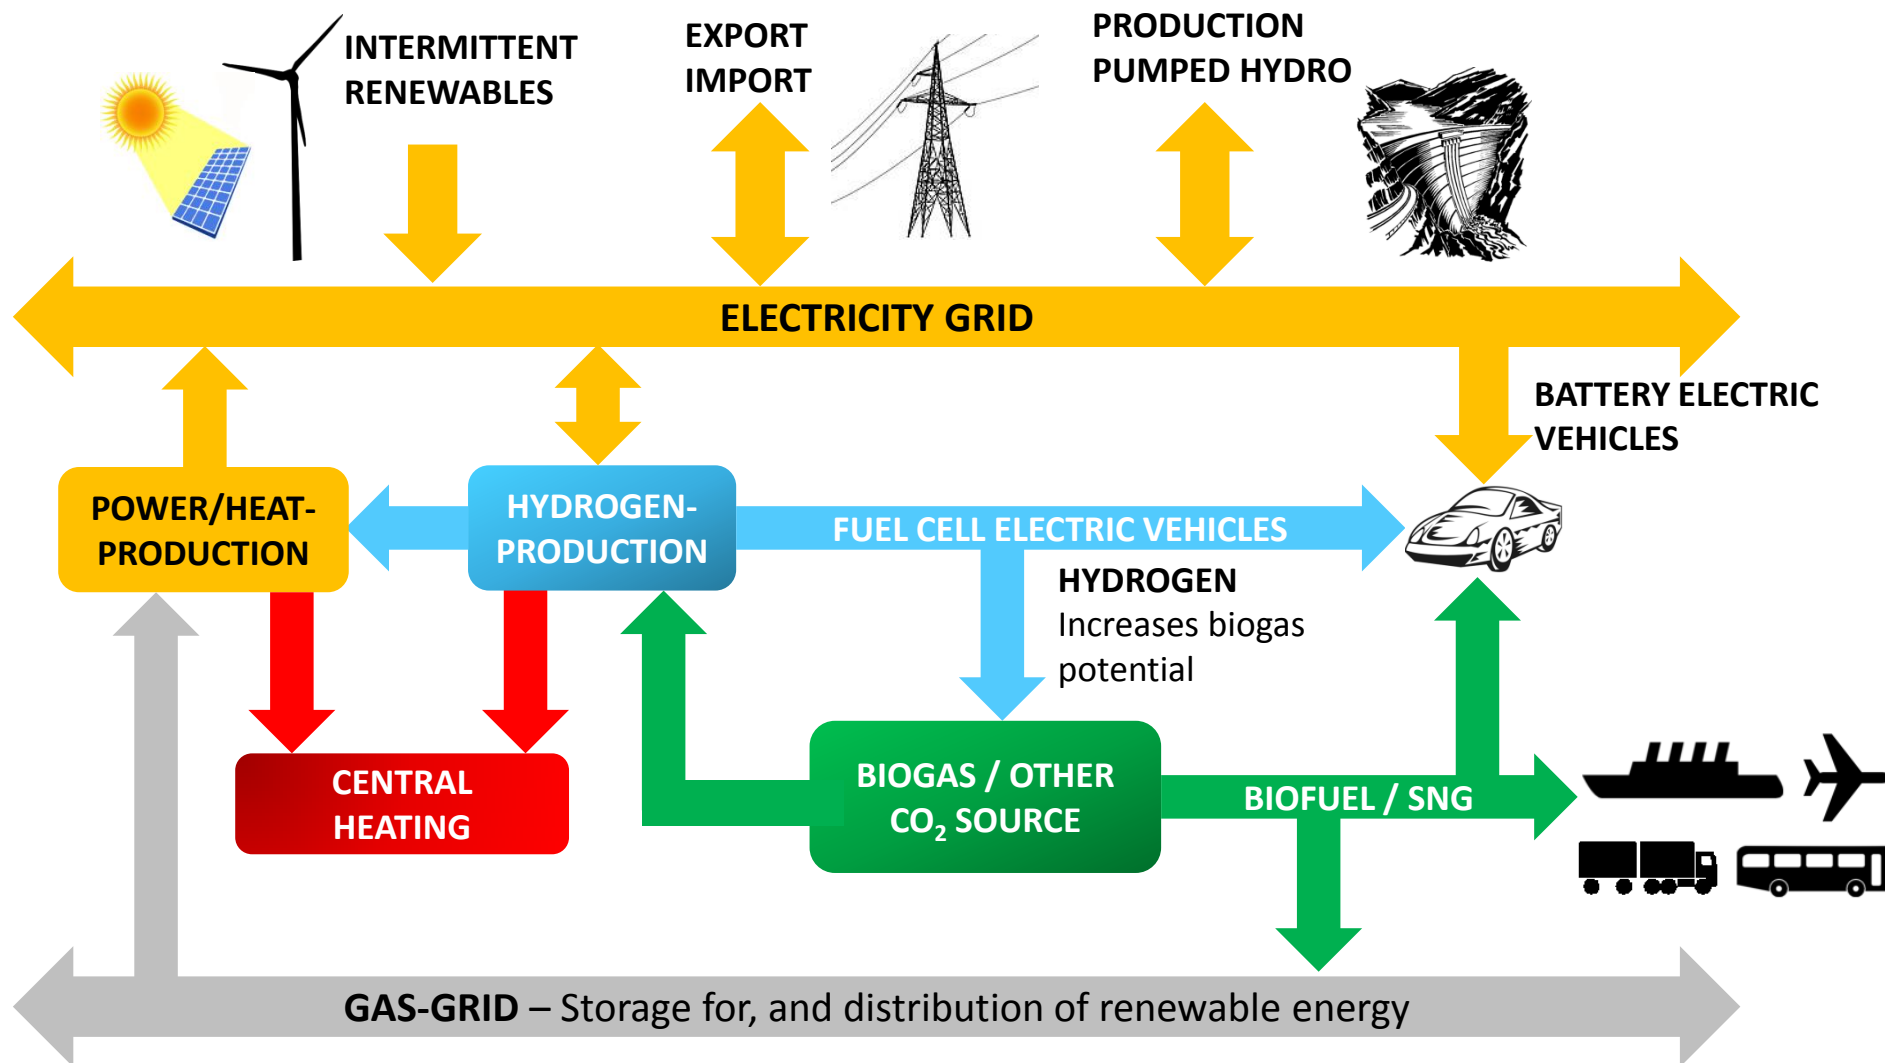 INTERMITTENT
RENEWABLES
EXPORT
IMPORT
PRODUCTION
PUMPED HYDRO
ELECTRICITY GRID
BATTERY ELECTRIC
VEHICLES
POWER/HEAT-
PRODUCTION
HYDROGEN-
PRODUCTION
FUEL CELL ELECTRIC VEHICLES
HYDROGEN
Increases biogas
potential
CENTRAL
HEATING
BIOGAS / OTHER
CO₂ SOURCE
BIOFUEL / SNG
GAS-GRID – Storage for, and distribution of renewable energy